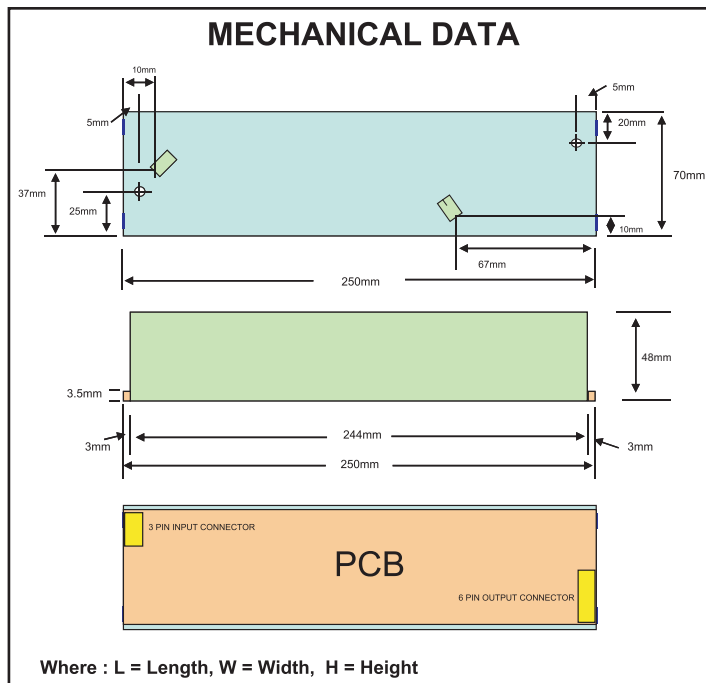 MECHANICAL DATA
10mm
5mm
5mm
20mm
37mm
25mm
70mm
10mm
67mm
250mm
48mm
3.5mm
244mm
3mm
3mm
250mm
3 PIN INPUT CONNECTOR
PCB
6 PIN OUTPUT CONNECTOR
Where : L = Length, W = Width, H = Height